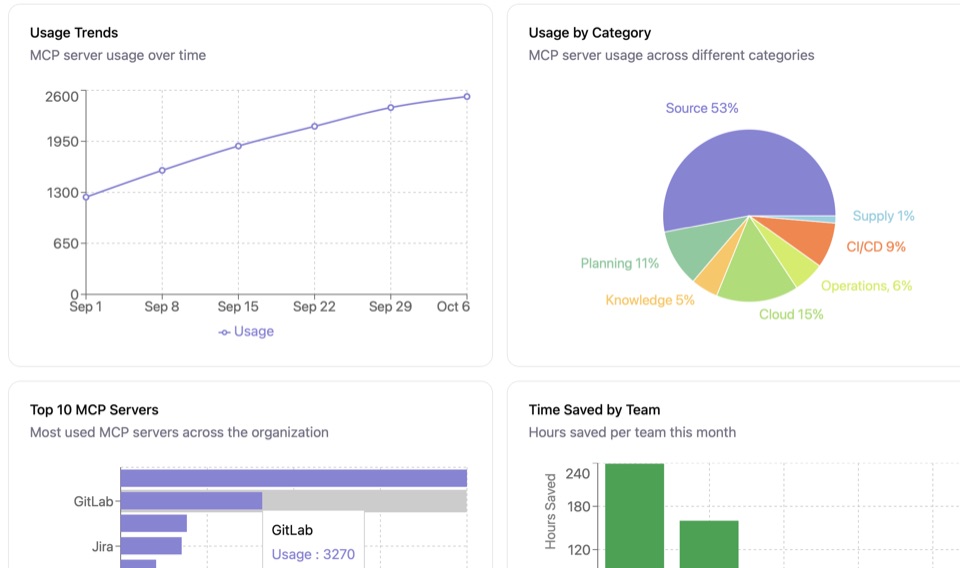 Usage Trends
MCP server usage over time
2600
1950
1300
650
0
Sep 1 Sep 8 Sep 15 Sep 22 Sep 29 Oct 6
Usage
Usage by Category
MCP server usage across different categories
Source 53%
Supply 1%
CI/CD 9%
Planning 11%
Operations, 6%
Knowledge 5%
Cloud 15%
Top 10 MCP Servers
Most used MCP servers across the organization
GitLab
GitLab
Jira
Usage : 3270
Time Saved by Team
Hours saved per team this month
Hours Saved
240
180
120